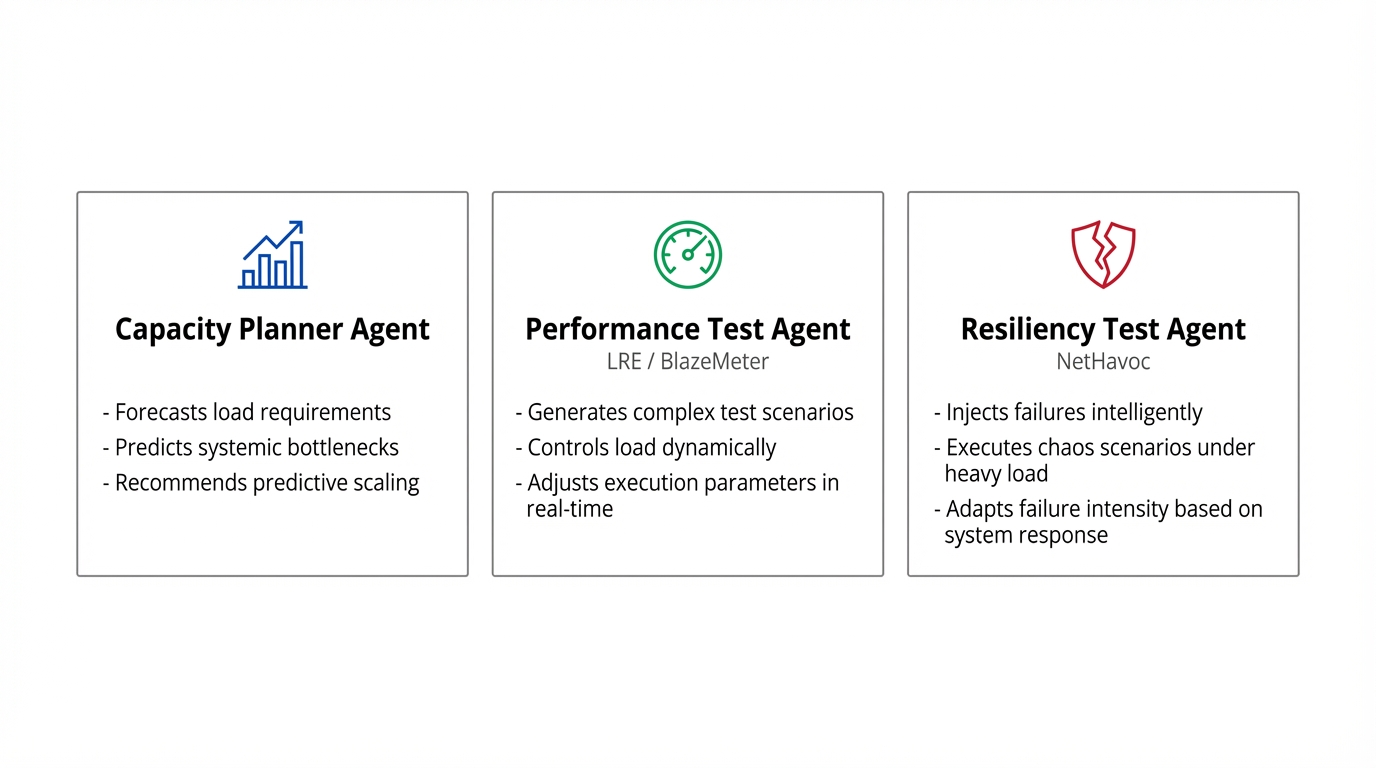 Capacity Planner Agent
- Forecasts load requirements
- Predicts systemic bottlenecks
- Recommends predictive scaling
Performance Test Agent
LRE / BlazeMeter
- Generates complex test scenarios
- Controls load dynamically
- Adjusts execution parameters in
real-time
Resiliency Test Agent
NetHavoc
- Injects failures intelligently
- Executes chaos scenarios under
heavy load
- Adapts failure intensity based on
system response